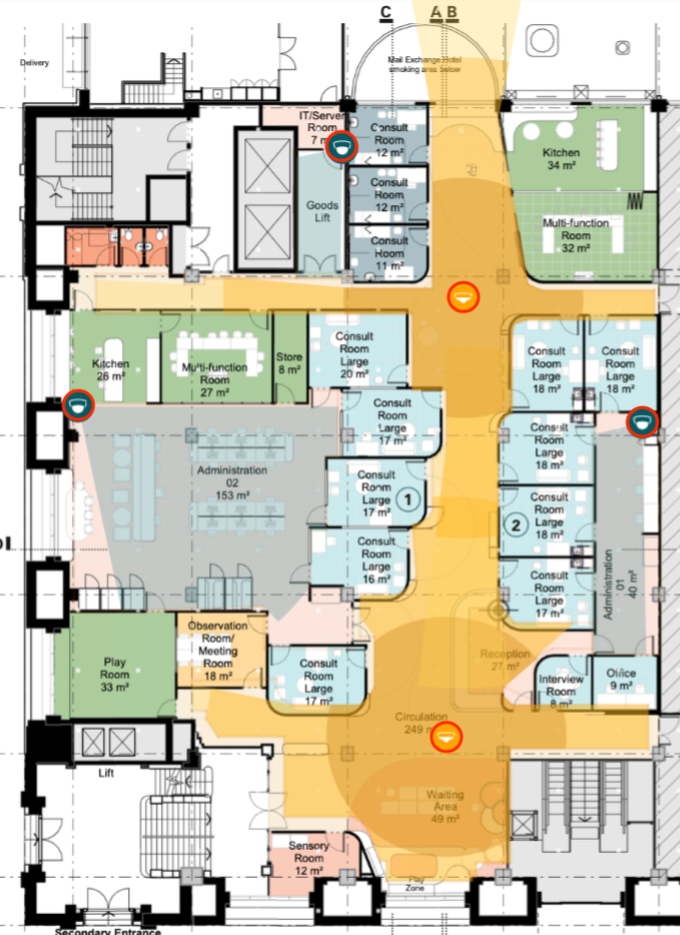 C A B
Delivery
Mail Exchange Hotel
smoking area below
IT/Server
Room
7 m²
Consult
Room
12 m²
Kitchen
34 m²
Goods
Lift
Consult
Room
12 m²
Multi-function
Room
32 m²
Consult
Room
11 m²
Kitchen
26 m²
Multi-function
Room
27 m²
Store
8 m²
Consult
Room
Large
20 m²
Consult
Room
Large
18 m²
Consult
Room
Large
18 m²
Consult
Room
Large
17 m²
Consult
Room
Large
18 m²
Administration
02
153 m²
Consult
Room
Large
17 m²
1
2
Consult
Room
Large
18 m²
Consult
Room
Large
16 m²
Consult
Room
Large
17 m²
Administration
01
40 m²
Play
Room
33 m²
Observation
Room/
Meeting
Room
18 m²
Consult
Room
Large
17 m²
Reception
27 m²
Interview
Room
8 m²
Office
9 m²
Circulation
249 m²
Lift
Waiting
Area
49 m²
Sensory
Room
12 m²
Play
Zone
Secondary Entrance